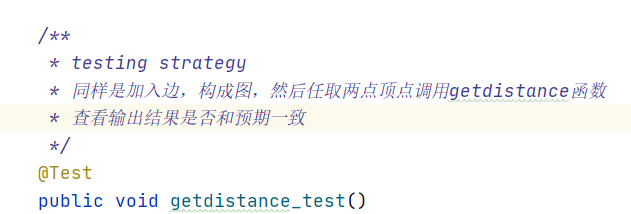 /**
* testing strategy
* 同样是加入边，构成图，然后任取两点顶点调用getdistance函数
* 查看输出结果是否和预期一致
*/
@Test
public void getdistance_test()